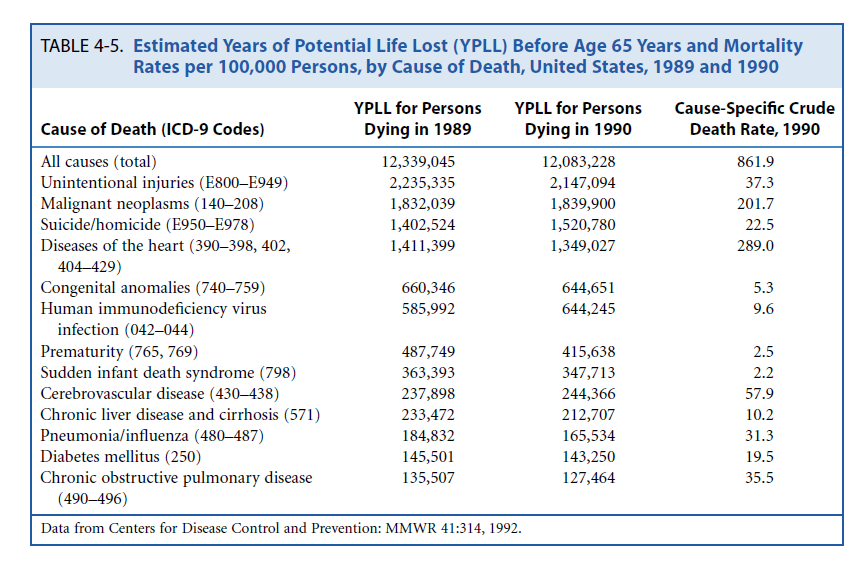 TABLE 4-5. Estimated Years of Potential Life Lost (YPLL) Before Age 65 Years and Mortality
Rates per 100,000 Persons, by Cause of Death, United States, 1989 and 1990
YPLL for Persons YPLL for Persons Cause-Specific Crude
Cause of Death (ICD-9 Codes) Dying in 1989 Dying in 1990 Death Rate, 1990
All causes (total) 12,339,045 12,083,228 861.9
Unintentional injuries (E800–E949) 2,235,335 2,147,094 37.3
Malignant neoplasms (140–208) 1,832,039 1,839,900 201.7
Suicide/homicide (E950–E978) 1,402,524 1,520,780 22.5
Diseases of the heart (390–398, 402, 1,411,399 1,349,027 289.0
404–429)
Congenital anomalies (740–759) 660,346 644,651 5.3
Human immunodeficiency virus 585,992 644,245 9.6
infection (042–044)
Prematurity (765, 769) 487,749 415,638 2.5
Sudden infant death syndrome (798) 363,393 347,713 2.2
Cerebrovascular disease (430–438) 237,898 244,366 57.9
Chronic liver disease and cirrhosis (571) 233,472 212,707 10.2
Pneumonia/influenza (480–487) 184,832 165,534 31.3
Diabetes mellitus (250) 145,501 143,250 19.5
Chronic obstructive pulmonary disease 135,507 127,464 35.5
(490–496)
Data from Centers for Disease Control and Prevention: MMWR 41:314, 1992.